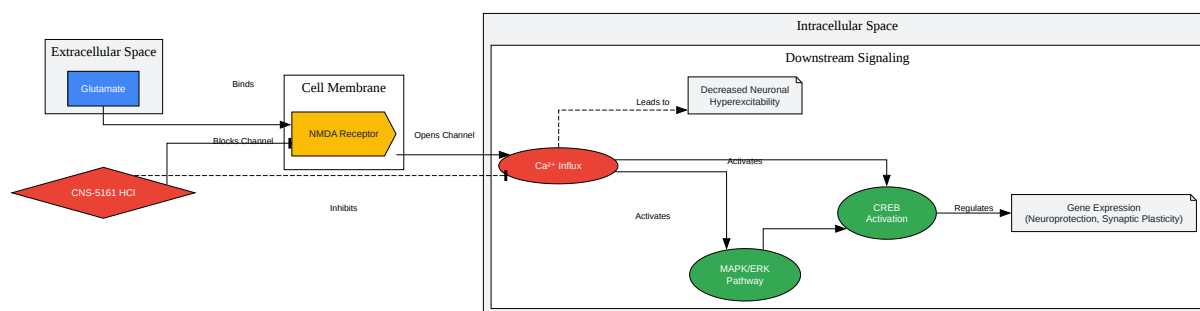 Intracellular Space
Extracellular Space
Glutamate
Binds
Cell Membrane
NMDA Receptor
Blocks Channel
Opens Channel
CNS-5161 HCl
Inhibits
Downstream Signaling
Decreased Neuronal
Hyperexcitability
Leads to
Ca²⁺ Influx
Activates
Activates
CREB
Activation
Regulates
Gene Expression
(Neuroprotection, Synaptic Plasticity)
MAPK/ERK
Pathway